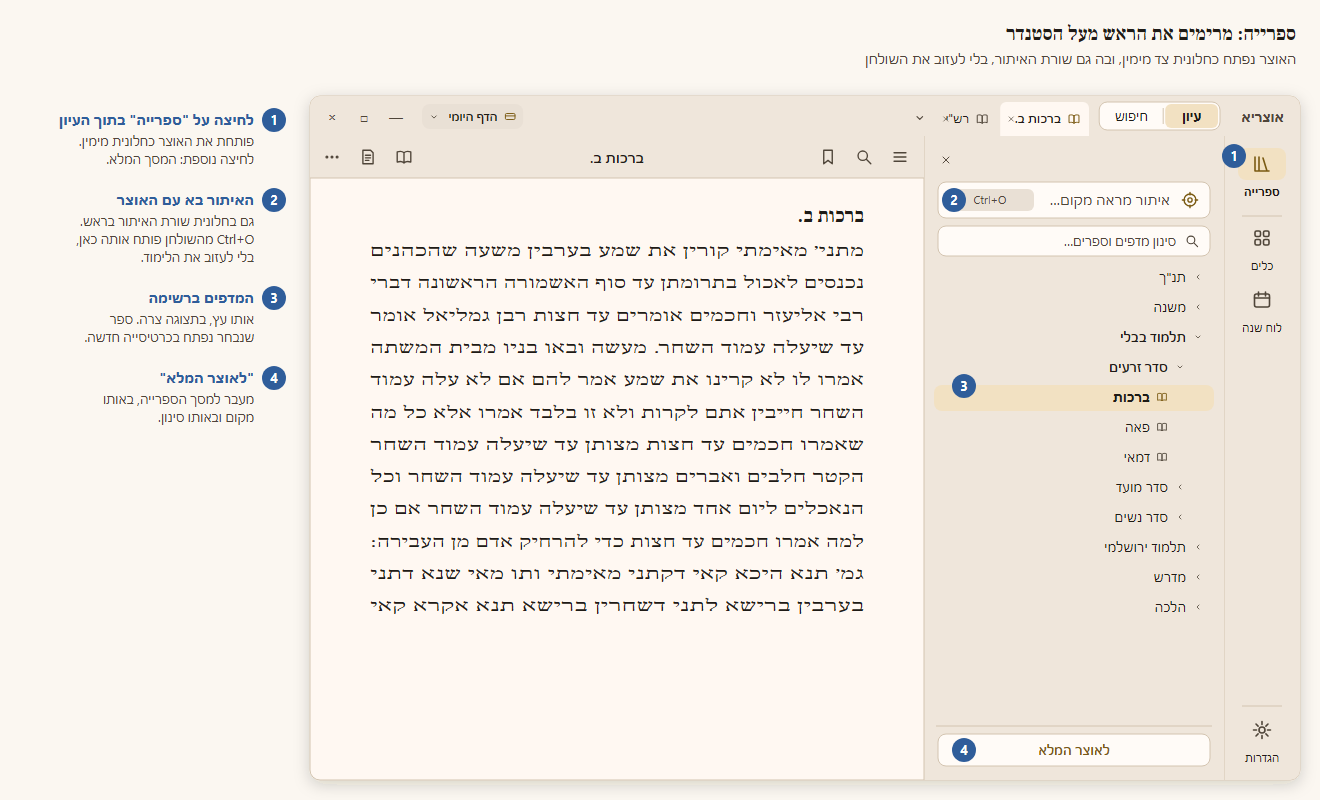 ספרייה: מרימים את הראש מעל הסטנדר
האוצר נפתח כחלונית צד מימין, ובה גם שורת האיתור, בלי לעזוב את השולחן
אוצריא
עיון
חיפוש
ברכות ב.×
רש"×
הדף היומי
ספרייה
כלים
לוח שנה
הגדרות
1
איתור מראה מקום...
Ctrl+O
2
סינון מדפים וספרים...
תנ"ך
משנה
תלמוד בבלי
סדר זרעים
3
ברכות
פאה
דמאי
סדר מועד
סדר נשים
תלמוד ירושלמי
מדרש
הלכה
לאוצר המלא
4
ברכות ב.
ברכות ב.
מתני׳ מאימתי קורין את שמע בערבין משעה שהכהנים
נכנסים לאכול בתרומתן עד סוף האשמורה הראשונה דברי
רבי אליעזר וחכמים אומרים עד חצות רבן גמליאל אומר
עד שיעלה עמוד השחר. מעשה ובאו בניו מבית המשתה
אמרו לו לא קרינו את שמע אמר להם אם לא עלה עמוד
השחר חייבין אתם לקרות ולא זו בלבד אמרו אלא כל מה
שאמרו חכמים עד חצות מצותן עד שיעלה עמוד השחר
הקטר חלבים ואברים מצותן עד שיעלה עמוד השחר וכל
הנאכלים ליום אחד מצותן עד שיעלה עמוד השחר אם כן
למה אמרו חכמים עד חצות כדי להרחיק אדם מן העבירה:
גמ׳ תנא היכא קאי דקתני מאימתי ותו מאי שנא דתני
בערבין ברישא לתני דשחרין ברישא תנא אקרא קאי
1 לחיצה על "ספרייה" בתוך העיון
פותחת את האוצר כחלונית מימין.
לחיצה נוספת: המסך המלא.
2 האיתור בא עם האוצר
גם בחלונית שורת האיתור בראש.
Ctrl+O מהשולחן פותח אותה כאן,
בלי לעזוב את הלימוד.
3 המדפים ברשימה
אותו עץ, בתצוגה צרה. ספר
שנבחר נפתח בכרטיסייה חדשה.
4 "לאוצר המלא"
מעבר למסך הספרייה, באותו
מקום ובאותו סינון.